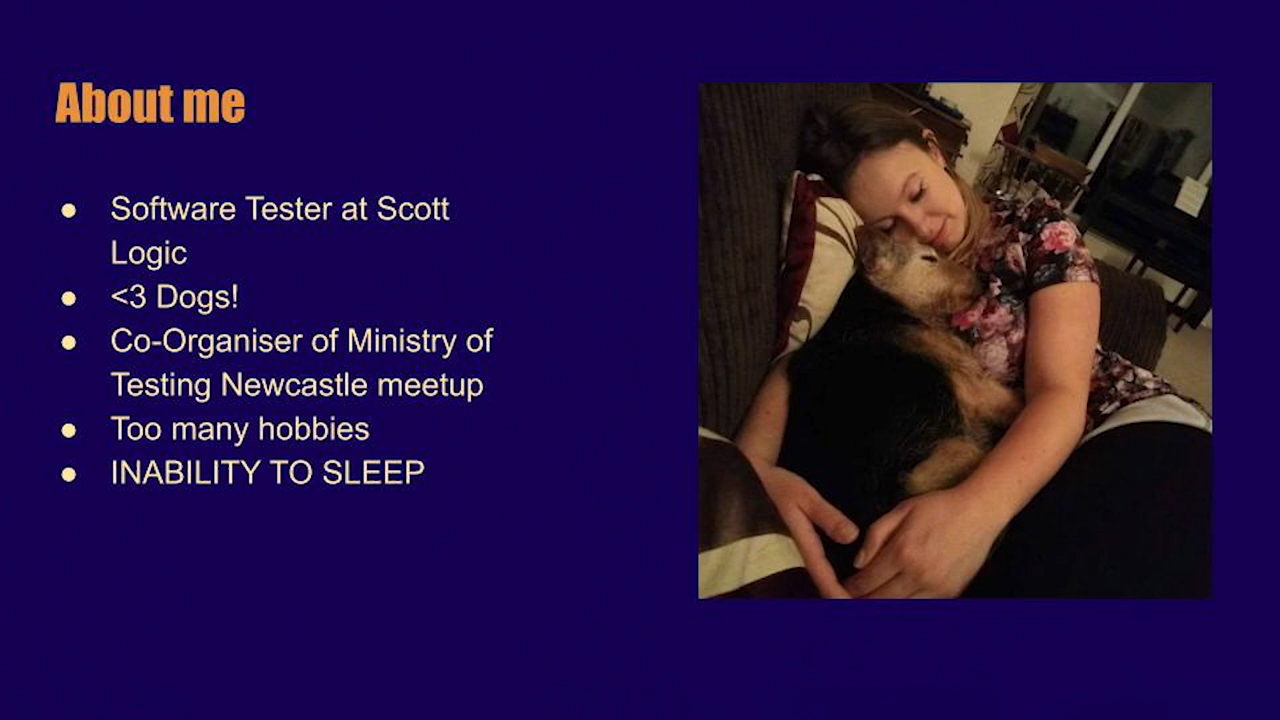 About me
● Software Tester at Scott
Logic
● <3 Dogs!
● Co-Organiser of Ministry of
Testing Newcastle meetup
● Too many hobbies
● INABILITY TO SLEEP